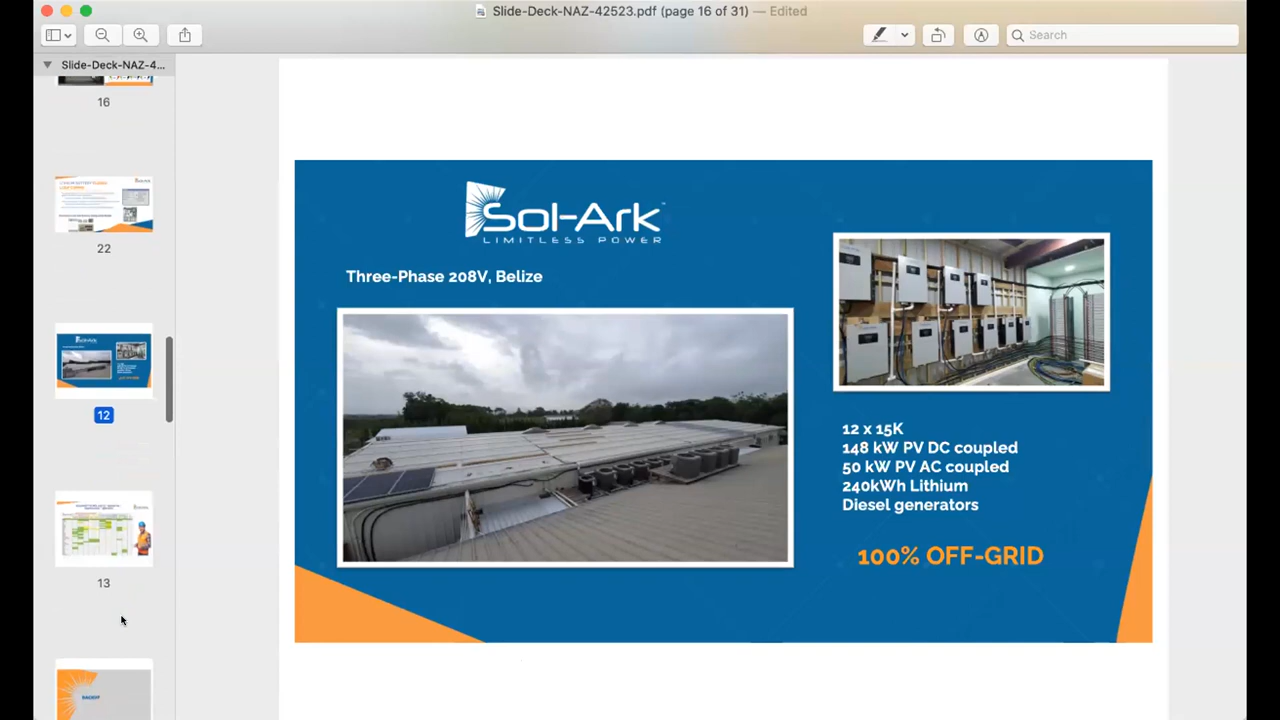 Slide-Deck-NAZ-42523.pdf (page 16 of 31) — Edited
Search
Slide-Deck-NAZ-4...
16
22
12
13
Sol-Ark
LIMITLESS POWER
Three-Phase 208V, Belize
12 x 15K
148 kW PV DC coupled
50 kW PV AC coupled
240kWh Lithium
Diesel generators
100% OFF-GRID